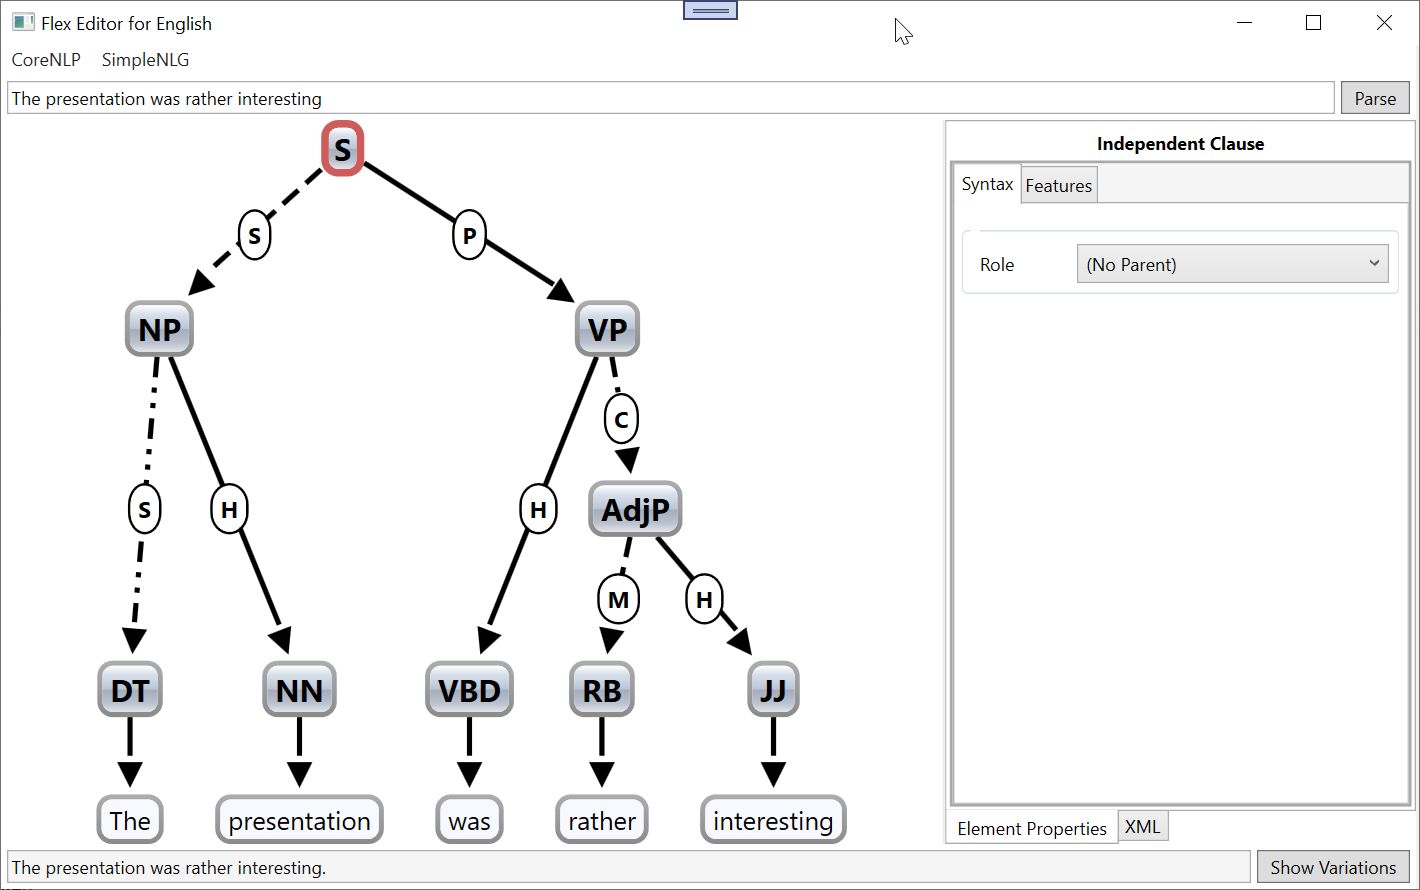 Flex Editor for English
CoreNLP SimpleNLG
The presentation was rather interesting Parse
S
S P
NP VP
C
S H H AdjP
M H
DT NN VBD RB JJ
The presentation was rather interesting
Independent Clause
Syntax Features
Role (No Parent)
Element Properties XML
The presentation was rather interesting. Show Variations